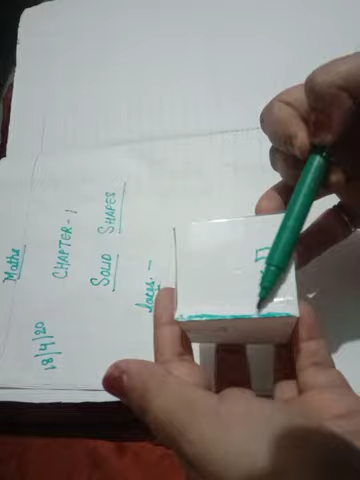 18/4/20
Maths
CHAPTER-1
SOLID SHAPES
faces:-